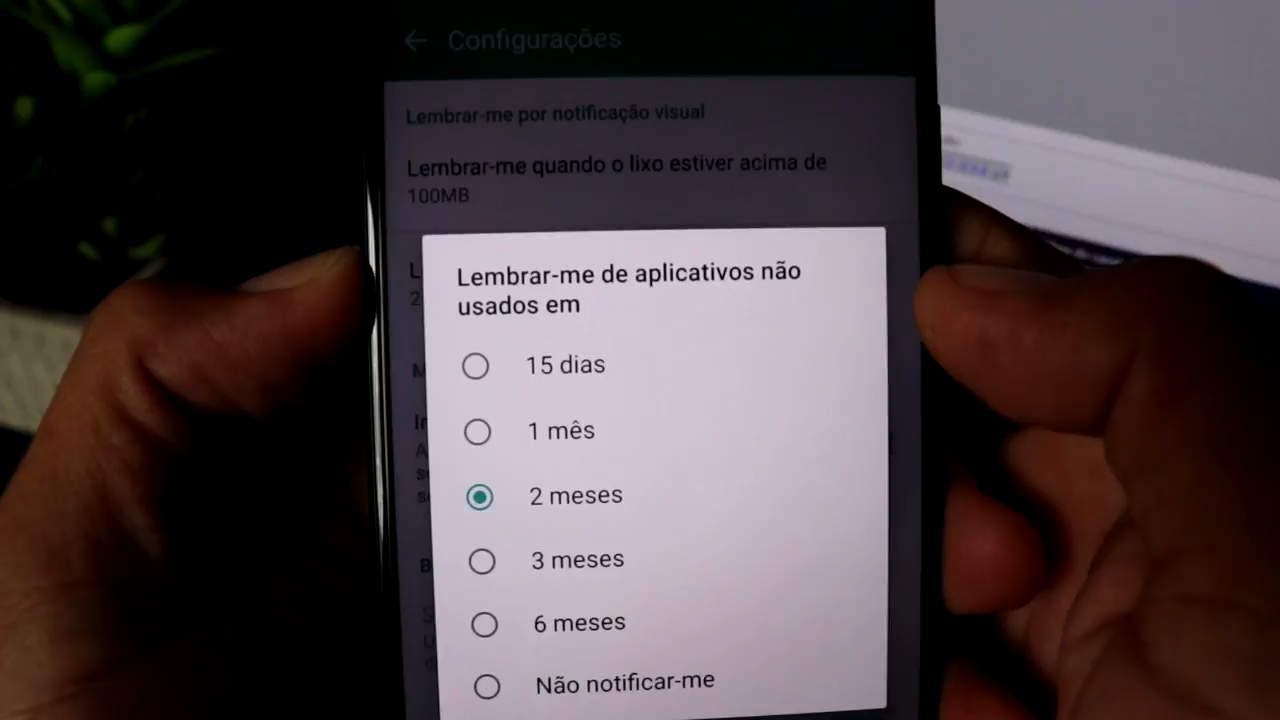 Configurações
Lembrar-me por notificação visual
Lembrar-me quando o lixo estiver acima de
100MB
Lembrar-me de aplicativos não
usados em
15 dias
1 mês
2 meses
3 meses
6 meses
Não notificar-me